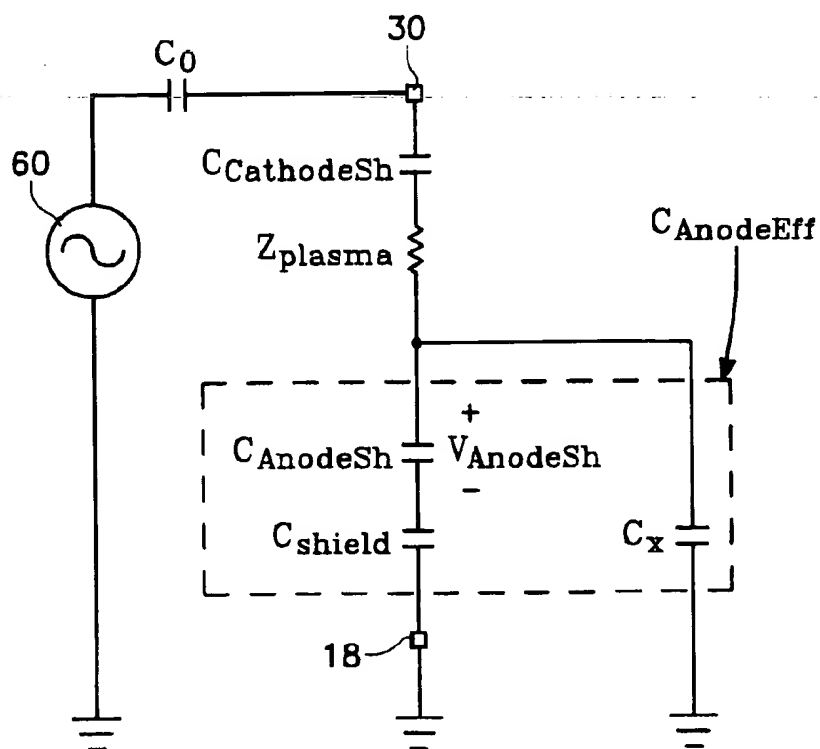 30
C0
60
CCathodeSh
Zplasma
CAnodeEff
+
CAnodeSh
VAnodeSh
-
Cshield
Cx
18